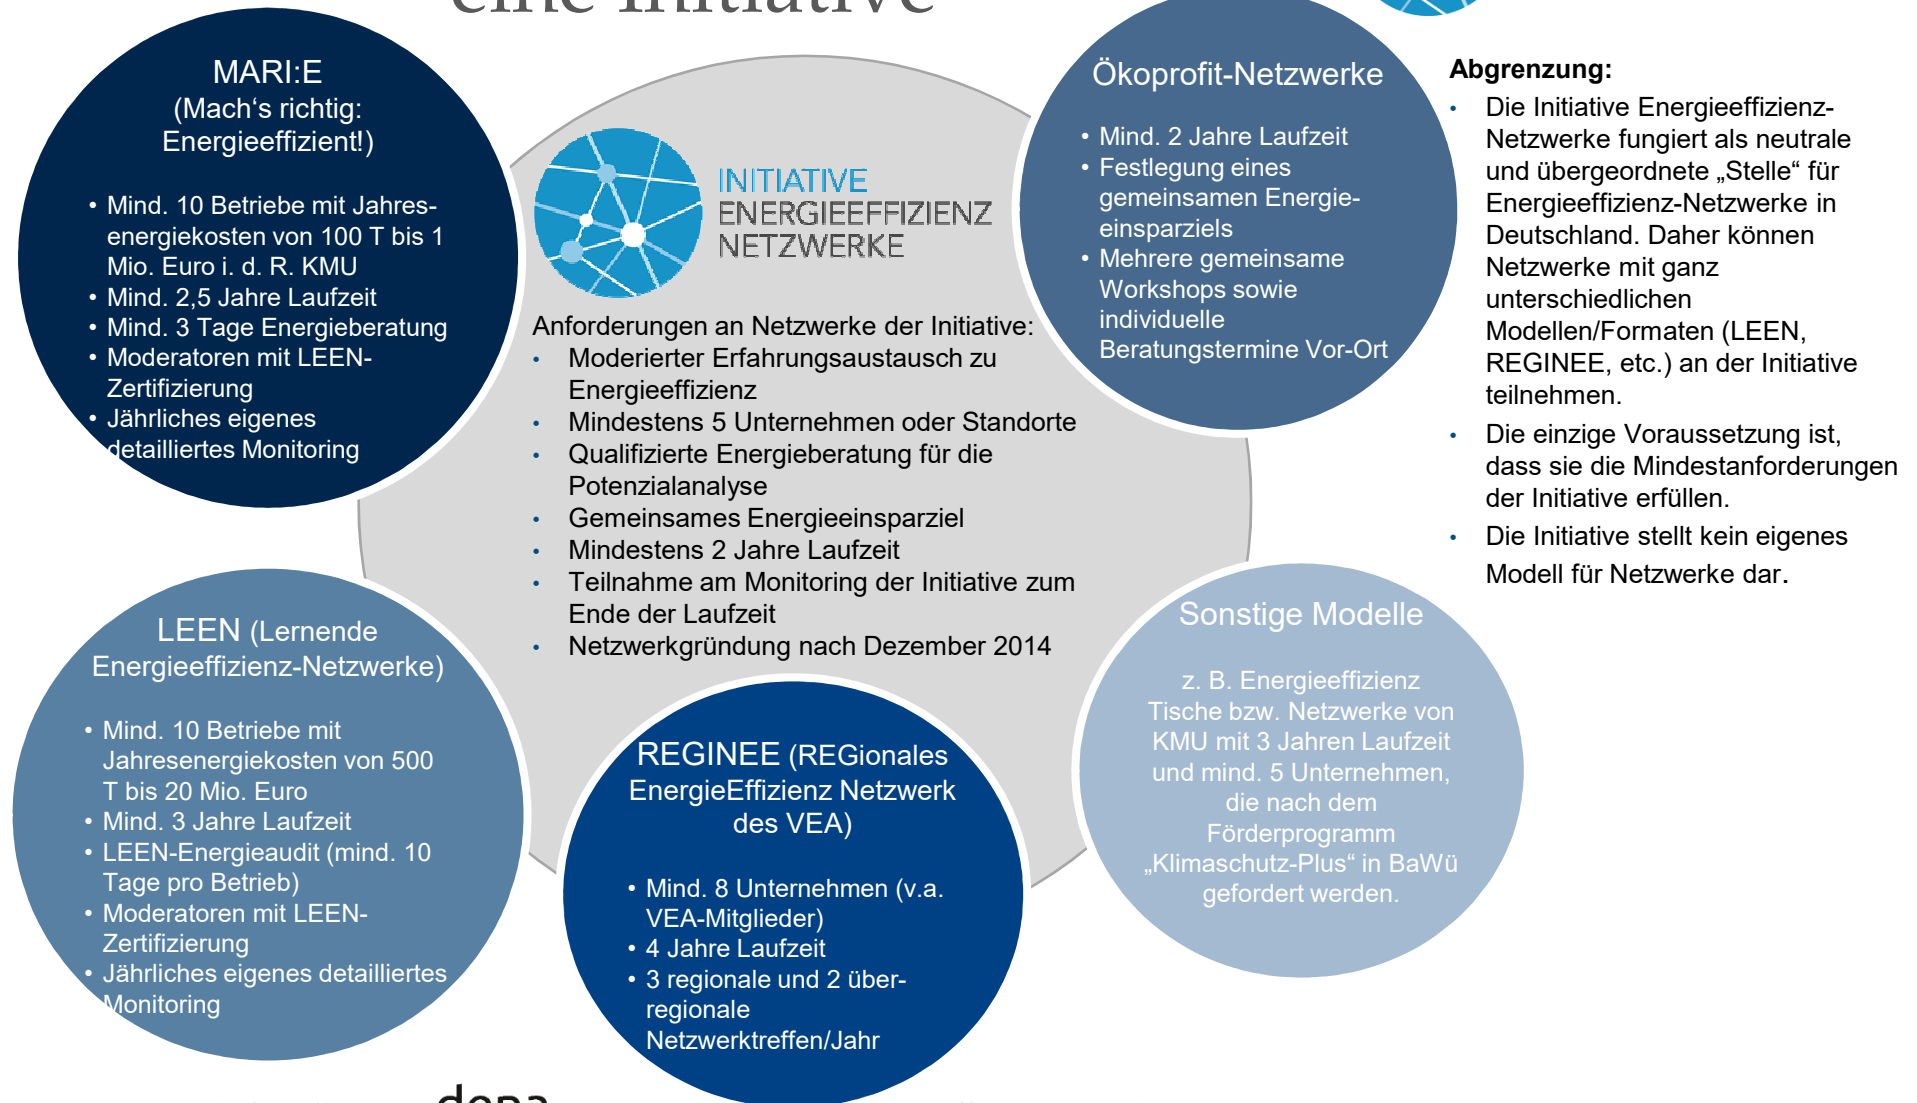 eine Initiative
MARI:E
(Mach‘s richtig:
Energieeffizient!)
• Mind. 10 Betriebe mit Jahres-
energiekosten von 100 T bis 1
Mio. Euro i. d. R. KMU
• Mind. 2,5 Jahre Laufzeit
• Mind. 3 Tage Energieberatung
• Moderatoren mit LEEN-
Zertifizierung
• Jährliches eigenes
detailliertes Monitoring
INITIATIVE
ENERGIEEFFIZIENZ
NETZWERKE
Anforderungen an Netzwerke der Initiative:
• Moderierter Erfahrungsaustausch zu
Energieeffizienz
• Mindestens 5 Unternehmen oder Standorte
• Qualifizierte Energieberatung für die
Potenzialanalyse
• Gemeinsames Energieeinsparziel
• Mindestens 2 Jahre Laufzeit
• Teilnahme am Monitoring der Initiative zum
Ende der Laufzeit
• Netzwerkgründung nach Dezember 2014
Ökoprofit-Netzwerke
• Mind. 2 Jahre Laufzeit
• Festlegung eines
gemeinsamen Energie-
einsparziels
• Mehrere gemeinsame
Workshops sowie
individuelle
Beratungstermine Vor-Ort
Abgrenzung:
• Die Initiative Energieeffizienz-
Netzwerke fungiert als neutrale
und übergeordnete „Stelle“ für
Energieeffizienz-Netzwerke in
Deutschland. Daher können
Netzwerke mit ganz
unterschiedlichen
Modellen/Formaten (LEEN,
REGINEE, etc.) an der Initiative
teilnehmen.
• Die einzige Voraussetzung ist,
dass sie die Mindestanforderungen
der Initiative erfüllen.
• Die Initiative stellt kein eigenes
Modell für Netzwerke dar.
LEEN (Lernende
Energieeffizienz-Netzwerke)
• Mind. 10 Betriebe mit
Jahresenergiekosten von 500
T bis 20 Mio. Euro
• Mind. 3 Jahre Laufzeit
• LEEN-Energieaudit (mind. 10
Tage pro Betrieb)
• Moderatoren mit LEEN-
Zertifizierung
• Jährliches eigenes detailliertes
Monitoring
REGINEE (REGionales
EnergieEffizienz Netzwerk
des VEA)
• Mind. 8 Unternehmen (v.a.
VEA-Mitglieder)
• 4 Jahre Laufzeit
• 3 regionale und 2 über-
regionale
Netzwerktreffen/Jahr
Sonstige Modelle
z. B. Energieeffizienz
Tische bzw. Netzwerke von
KMU mit 3 Jahren Laufzeit
und mind. 5 Unternehmen,
die nach dem
Förderprogramm
„Klimaschutz-Plus“ in BaWü
gefordert werden.
dena